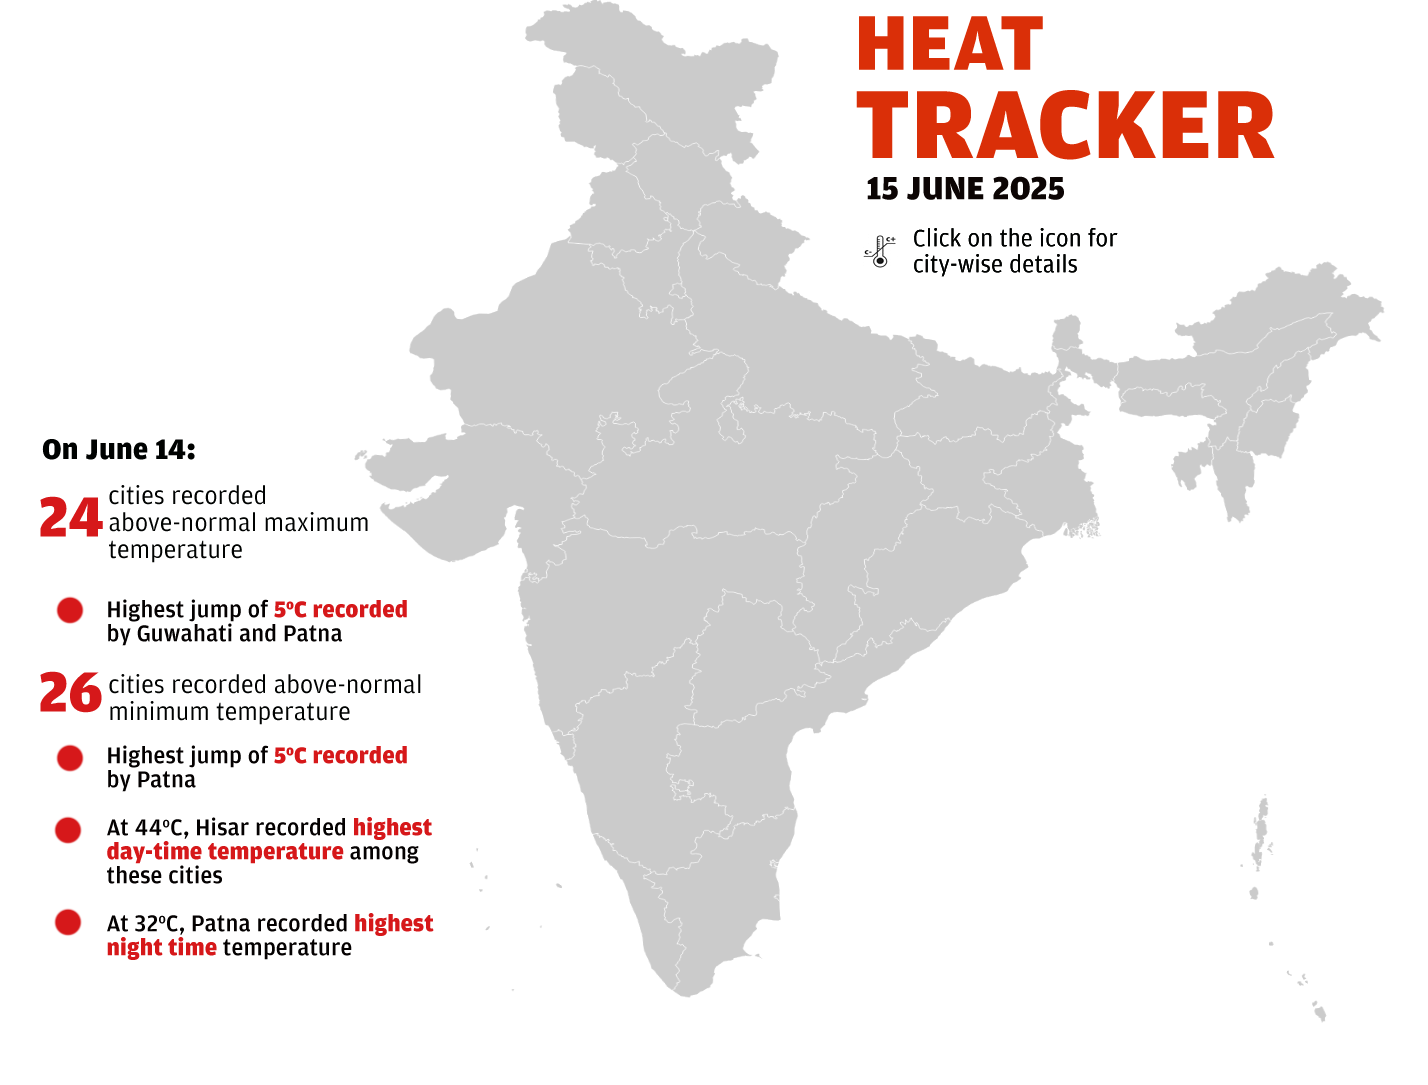 HEAT
TRACKER
15 JUNE 2025
Click on the icon for
city-wise details
c-
c+
On June 14:
24
cities recorded
above-normal maximum
temperature
Highest jump of 5ºC recorded
by Guwahati and Patna
26
cities recorded above-normal
minimum temperature
Highest jump of 5ºC recorded
by Patna
At 44ºC, Hisar recorded highest
day-time temperature among
these cities
At 32ºC, Patna recorded highest
night time temperature